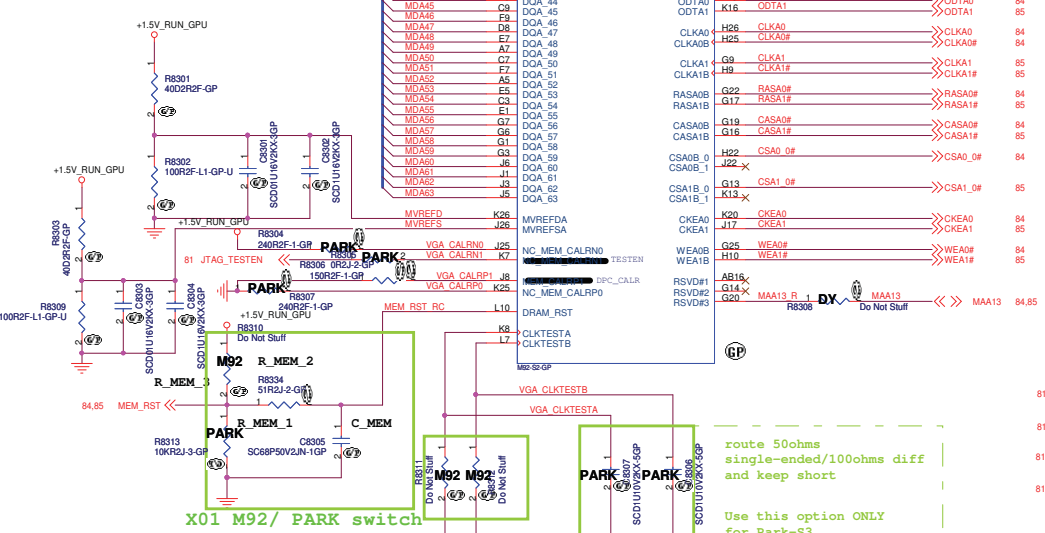 +1.5V_RUN_GPU
R8301
40D2R2F-GP
R8302
100R2F-L1-GP-U
C8301
SCD01U16V2KX-3GP
C8302
SCD1U16V2KX-3GP
+1.5V_RUN_GPU
R8303
40D2R2F-GP
R8309
100R2F-L1-GP-U
C8303
SCD01U16V2KX-3GP
C8304
SCD1U16V2KX-3GP
MDA45
MDA46
MDA47
MDA48
MDA49
MDA50
MDA51
MDA52
MDA53
MDA54
MDA55
MDA56
MDA57
MDA58
MDA59
MDA60
MDA61
MDA62
MDA63
C9
F9
D8
E7
A7
C7
F7
A5
E5
C3
E1
G7
G6
G1
G3
J6
J1
J3
J5
DQA_44
DQA_45
DQA_46
DQA_47
DQA_48
DQA_49
DQA_50
DQA_51
DQA_52
DQA_53
DQA_54
DQA_55
DQA_56
DQA_57
DQA_58
DQA_59
DQA_60
DQA_61
DQA_62
DQA_63
MVREFD K26 MVREFDA
MVREFS J26 MVREFSA
+1.5V_RUN_GPU
R8304
240R2F-1-GP
PARK
VGA_CALRN0 J25 NC_MEM_CALRN0
81 JTAG_TESTEN
R8306 0R2J-2-GP
PARK
VGA_CALRN1 K7
TESTEN
150R2F-1-GP
VGA_CALRP1 J8
DPC_CALR
PARK
VGA_CALRP0 K25 NC_MEM_CALRP0
R8307
240R2F-1-GP
MEM_RST_RC L10 DRAM_RST
K8 CLKTESTA
L7 CLKTESTB
M92-S2-GP
ODTA0 ODTA0 84
ODTA1 K16 ODTA1 ODTA1 85
CLKA0 H26 CLKA0 CLKA0 84
CLKA0B H25 CLKA0# CLKA0# 84
CLKA1 G9 CLKA1 CLKA1 85
CLKA1B H9 CLKA1# CLKA1# 85
RASA0B G22 RASA0# RASA0# 84
RASA1B G17 RASA1# RASA1# 85
CASA0B G19 CASA0# CASA0# 84
CASA1B G16 CASA1# CASA1# 85
CSA0B_0 H22 CSA0_0# CSA0_0# 84
CSA0B_1 J22
CSA1B_0 G13 CSA1_0# CSA1_0# 85
CSA1B_1 K13
CKEA0 K20 CKEA0 CKEA0 84
CKEA1 J17 CKEA1 CKEA1 85
WEA0B G25 WEA0# WEA0# 84
WEA1B H10 WEA1# WEA1# 85
RSVD#1 AB16
RSVD#2 G14
RSVD#3 G20 MAA13_R DY MAA13 MAA13 84,85
R8308
Do Not Stuff
GP
+1.5V_RUN_GPU
R8310
Do Not Stuff
M92 R_MEM_2
R_MEM_3
R8334
51R2J-2-GP
84,85 MEM_RST
R_MEM_1 C_MEM
PARK
R8313
10KR2J-3-GP
C8305
SC68P50V2JN-1GP
X01 M92/ PARK switch
VGA_CLKTESTB
VGA_CLKTESTA
R8311
Do Not Stuff
M92
M92
Do Not Stuff
PARK
C8307
SCD1U10V2KX-5GP
PARK
C8306
SCD1U10V2KX-5GP
route 50ohms
single-ended/100ohms diff
and keep short
Use this option ONLY
for Park-S3
81
81
81
81